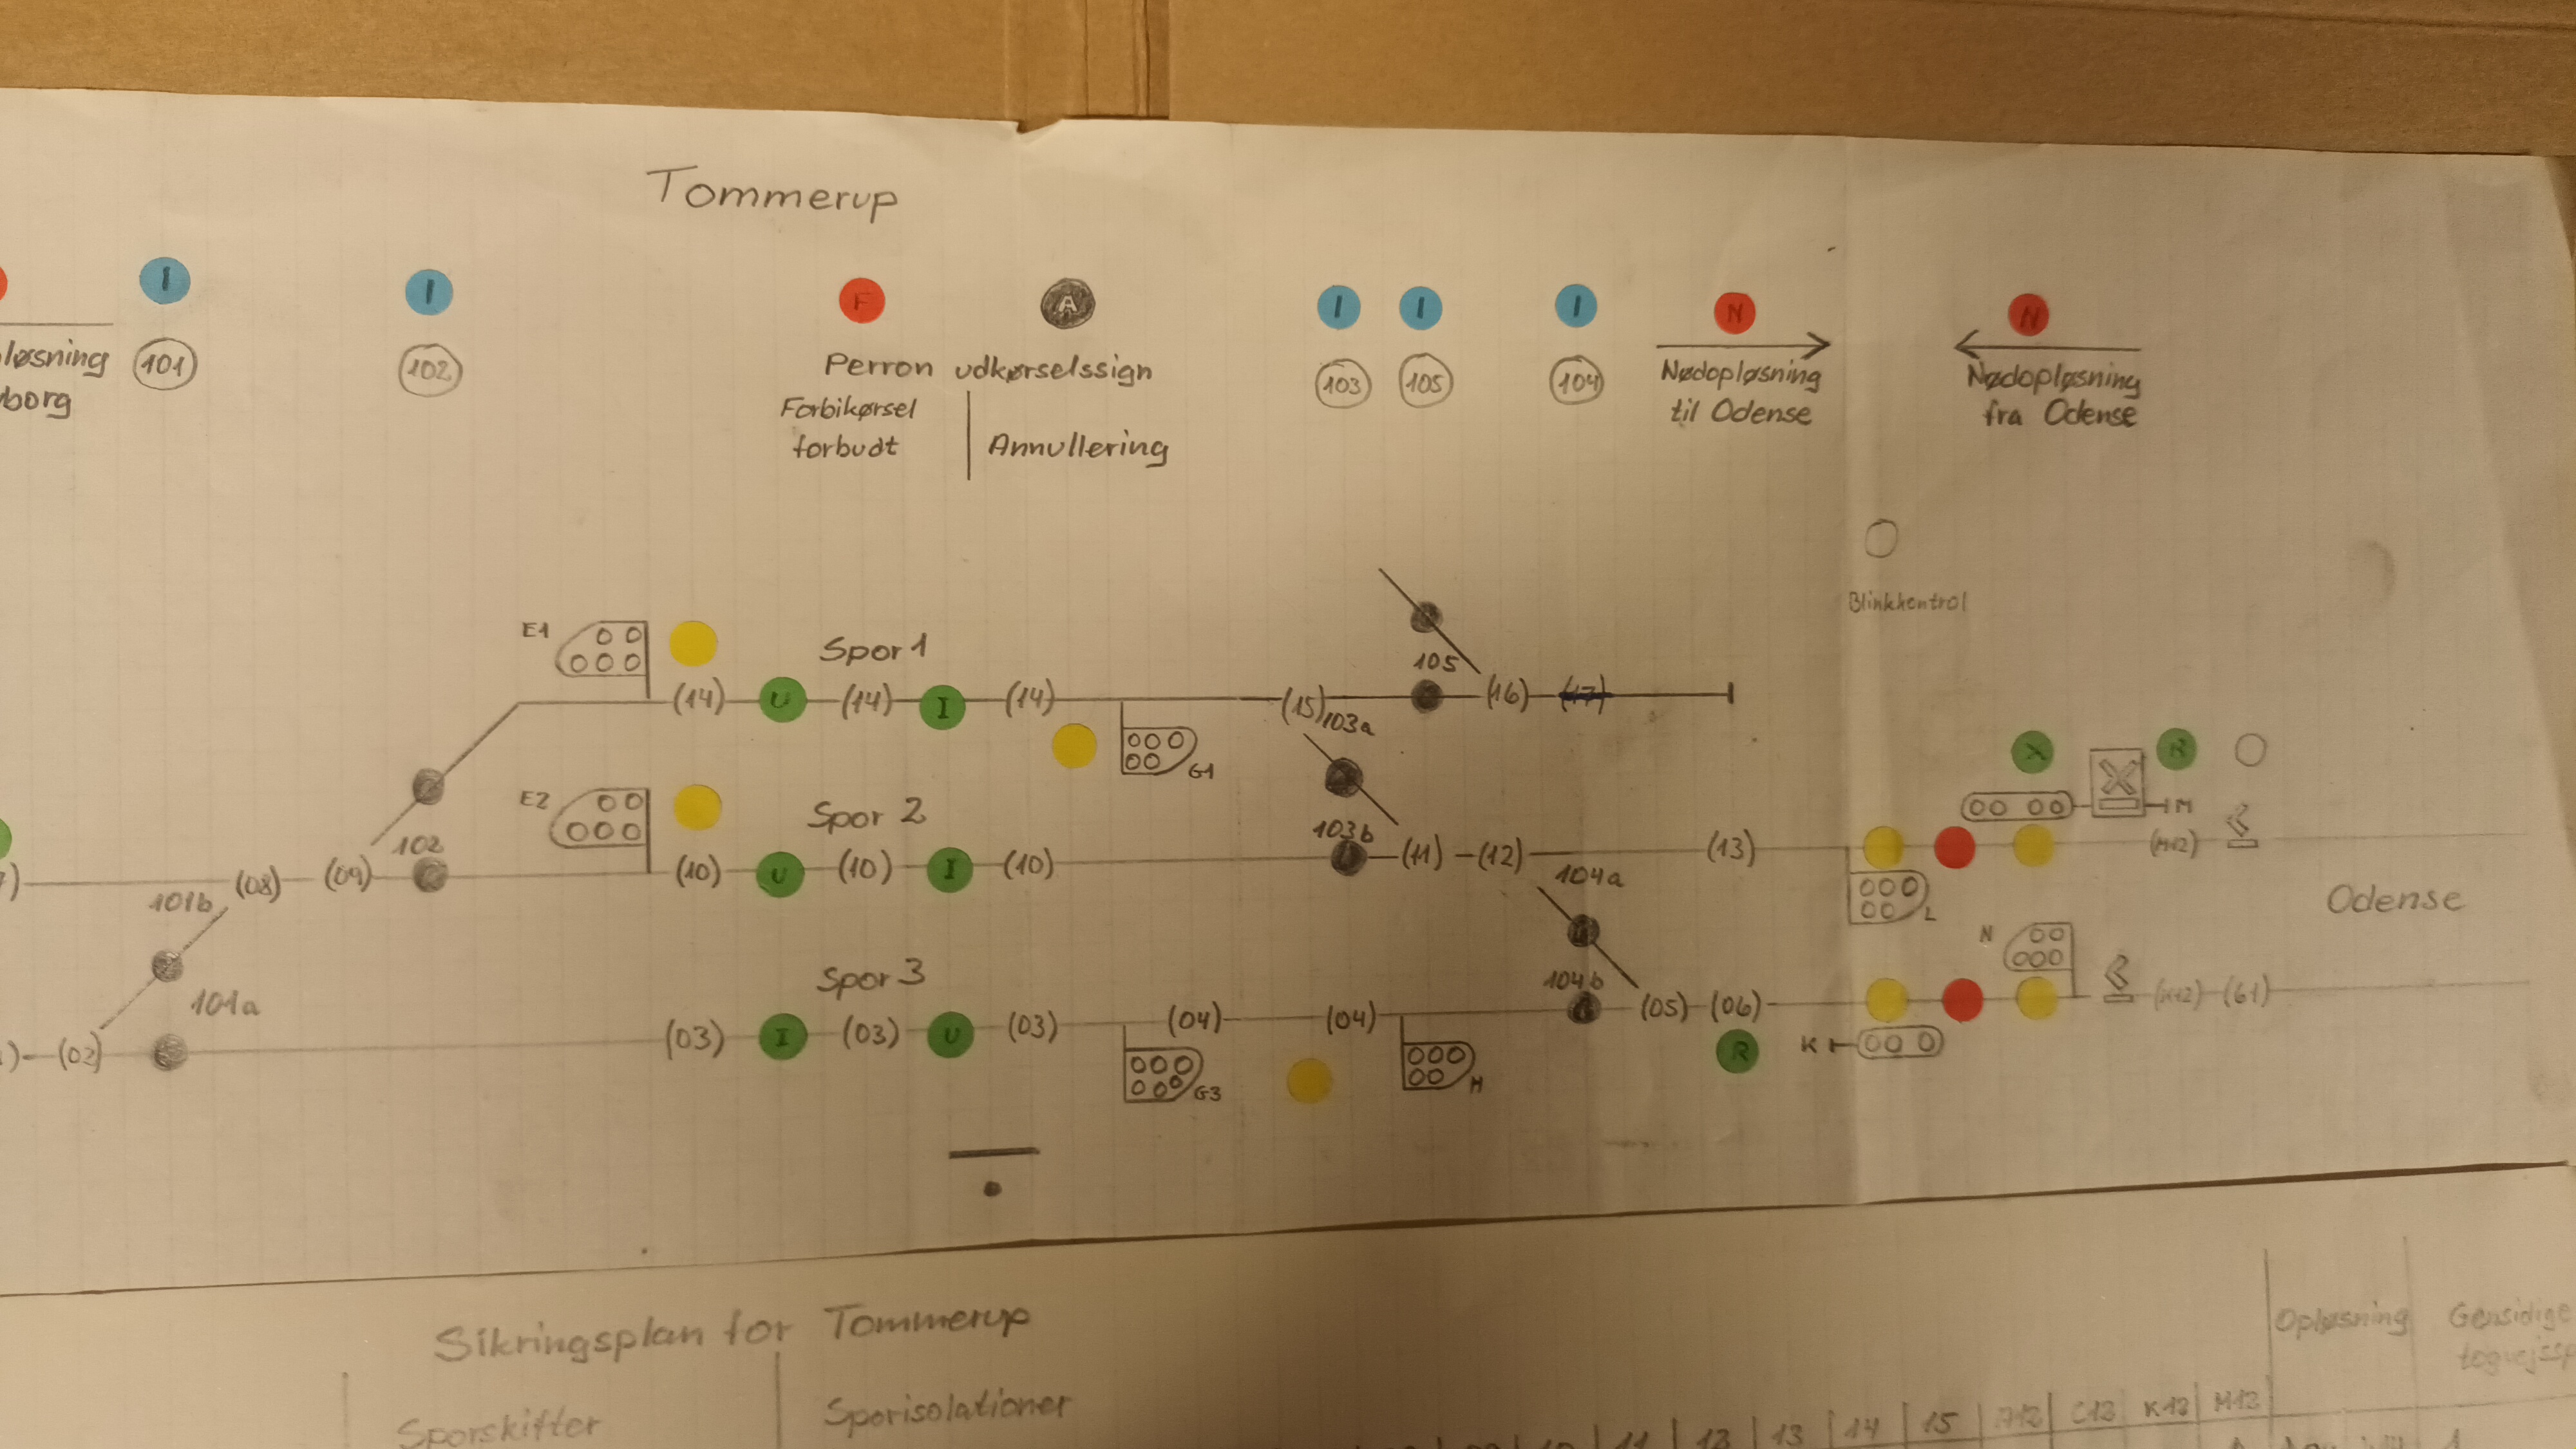 Tommerup
I I F A I I I N N
løsning 101 102 103 105 104
borg
Perron udkørselssign
Forbikørsel
forbudt
Annullering
Nødopløsning
til Odense
Nødopløsning
fra Odense
Blinkkontrol
E1 Spor 1 105
(14) U (14) I (14) G1 (15) 103a (16) (17)
E2 Spor 2 103b X R M
102 (10) U (10) I (10) (11) (12) 104a (13) L (M12)
101b (08) (09)
Odense
101a Spor 3 104b N
(02) (03) I (03) U (03) (04) G3 (04) H (05) (06) R K (K12) (61)
Sikringsplan for Tommerup
Sporskifter
Sporisolationer
11 12 13 14 15 A12 C12 K12 M12
Opløsning
Gensidige